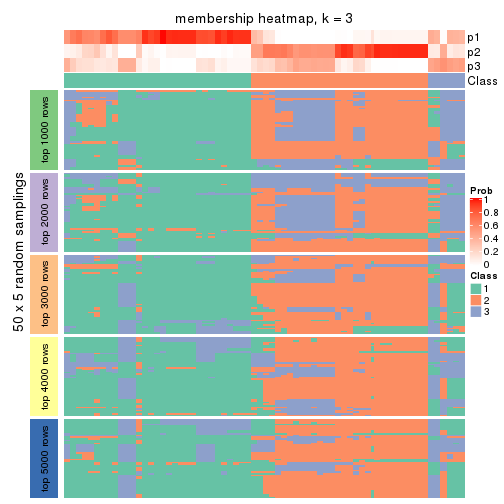 membership heatmap, k = 3
p1
p2
p3
Class
50 x 5 random samplings
top 1000 rows
top 2000 rows
top 3000 rows
top 4000 rows
top 5000 rows
Prob
1
0.8
0.6
0.4
0.2
0
Class
1
2
3